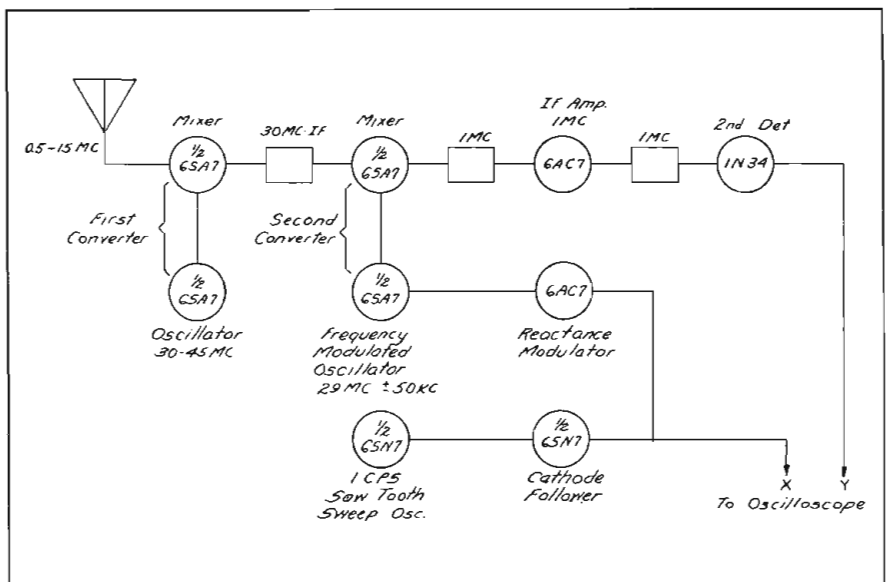 Mixer
½
6SA7
30MC-IF
Mixer
½
6SA7
1MC
IF Amp.
1MC
6AC7
1MC
2nd Det
1N34
0.5-15MC
First
Converter
Second
Converter
½
6SA7
Oscillator
30-45MC
½
6SA7
Frequency
Modulated
Oscillator
29MC ±50KC
6AC7
Reactance
Modulator
½
6SN7
1 CPS
Saw Tooth
Sweep Osc.
½
6SN7
Cathode
Follower
X Y
To Oscilloscope